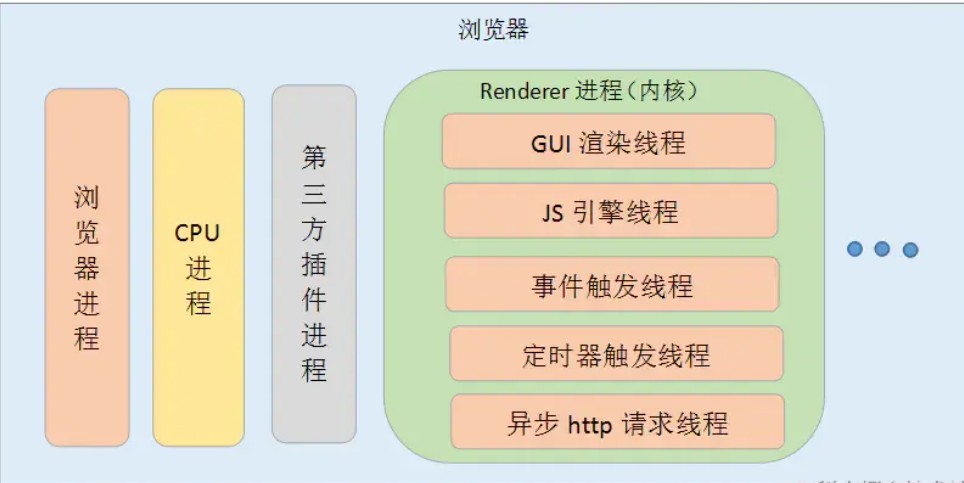 浏览器
浏览器进程
CPU
进程
第三方插件进程
Renderer 进程（内核）
GUI 渲染线程
JS 引擎线程
事件触发线程
定时器触发线程
异步 http 请求线程